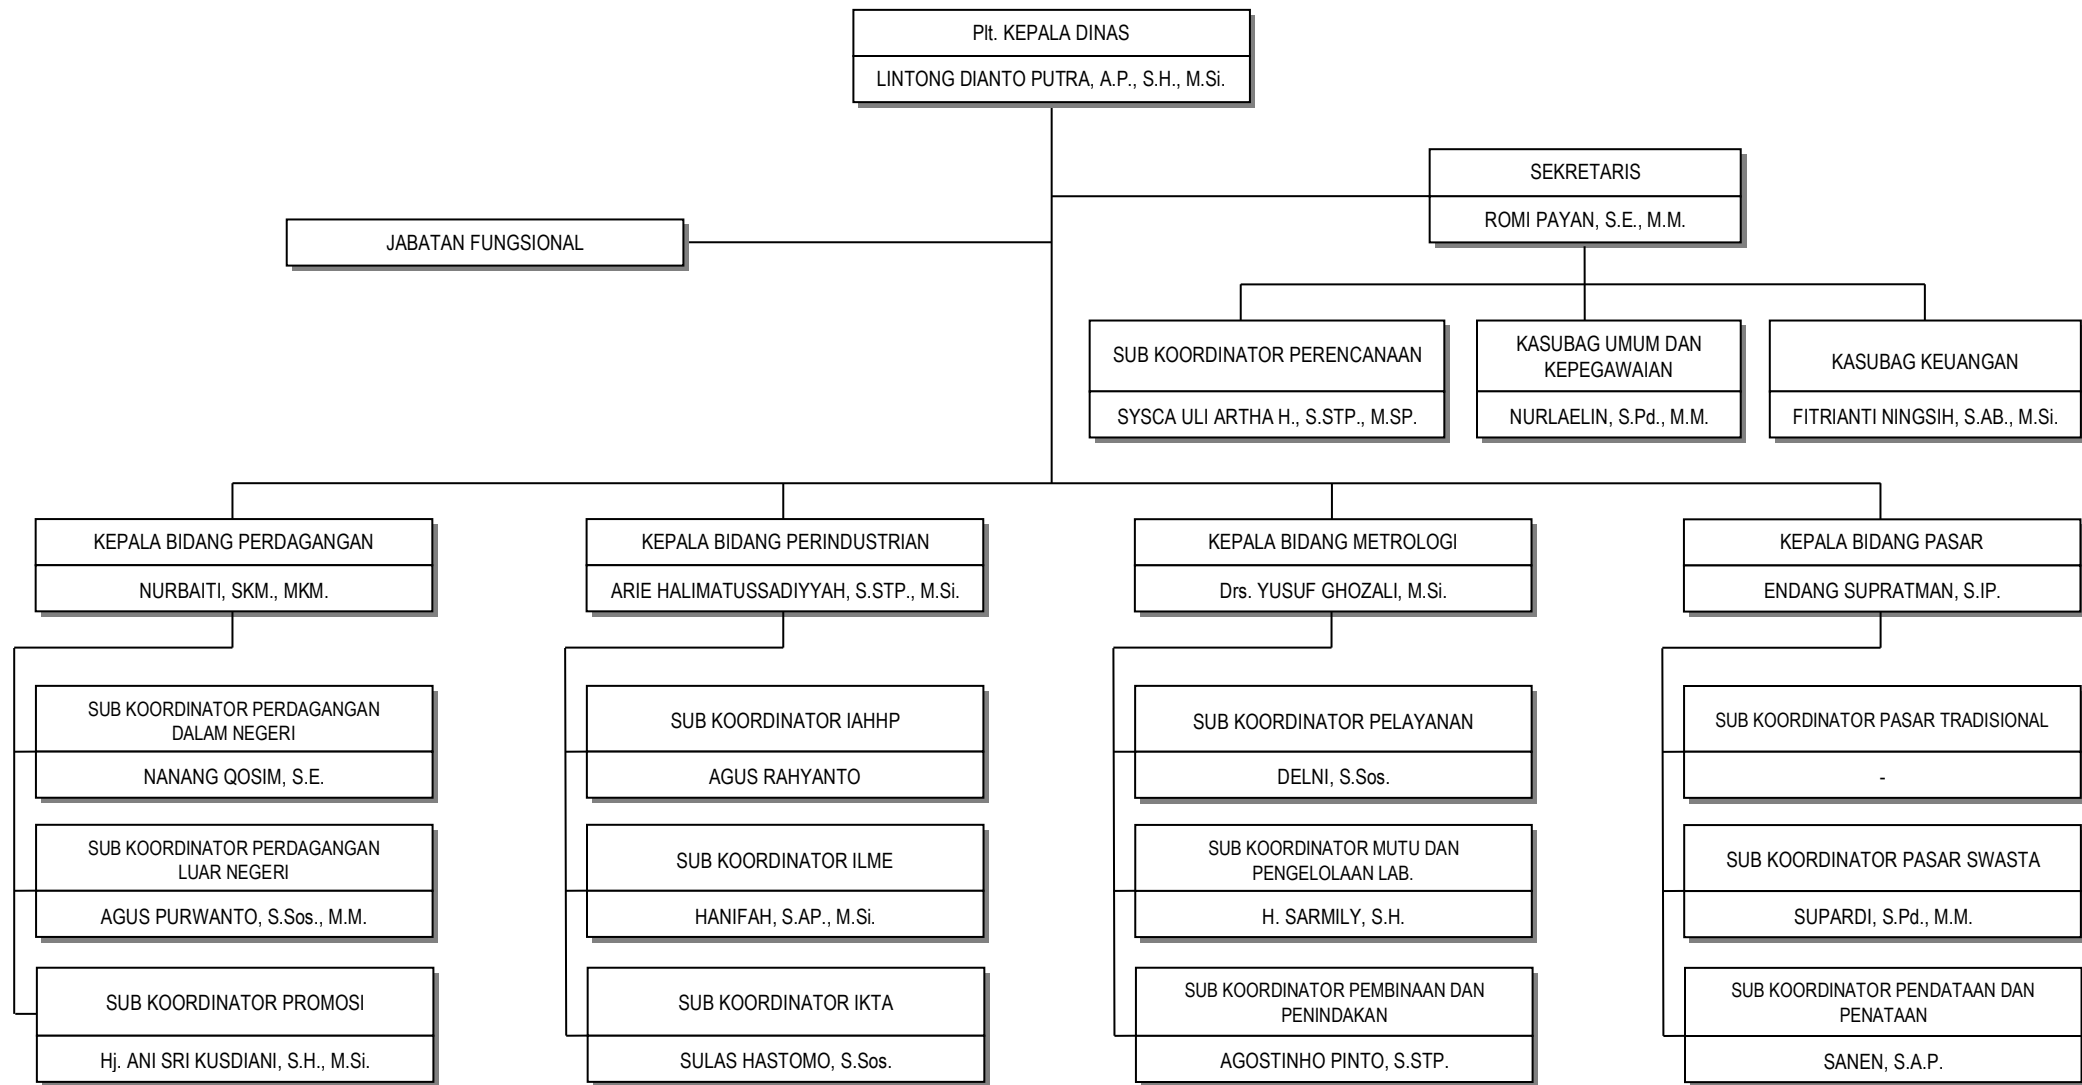 Plt. KEPALA DINAS
LINTONG DIANTO PUTRA, A.P., S.H., M.Si.
SEKRETARIS
ROMI PAYAN, S.E., M.M.
JABATAN FUNGSIONAL
SUB KOORDINATOR PERENCANAAN
SYSCA ULI ARTHA H., S.STP., M.SP.
KASUBAG UMUM DAN
KEPEGAWAIAN
NURLAELIN, S.Pd., M.M.
KASUBAG KEUANGAN
FITRIANTI NINGSIH, S.AB., M.Si.
KEPALA BIDANG PERDAGANGAN
NURBAITI, SKM., MKM.
SUB KOORDINATOR PERDAGANGAN
DALAM NEGERI
NANANG QOSIM, S.E.
SUB KOORDINATOR PERDAGANGAN
LUAR NEGERI
AGUS PURWANTO, S.Sos., M.M.
SUB KOORDINATOR PROMOSI
Hj. ANI SRI KUSDIANI, S.H., M.Si.
KEPALA BIDANG PERINDUSTRIAN
ARIE HALIMATUSSADIYYAH, S.STP., M.Si.
SUB KOORDINATOR IAHHP
AGUS RAHYANTO
SUB KOORDINATOR ILME
HANIFAH, S.AP., M.Si.
SUB KOORDINATOR IKTA
SULAS HASTOMO, S.Sos.
KEPALA BIDANG METROLOGI
Drs. YUSUF GHOZALI, M.Si.
SUB KOORDINATOR PELAYANAN
DELNI, S.Sos.
SUB KOORDINATOR MUTU DAN
PENGELOLAAN LAB.
H. SARMILY, S.H.
SUB KOORDINATOR PEMBINAAN DAN
PENINDAKAN
AGOSTINHO PINTO, S.STP.
KEPALA BIDANG PASAR
ENDANG SUPRATMAN, S.IP.
SUB KOORDINATOR PASAR TRADISIONAL
-
SUB KOORDINATOR PASAR SWASTA
SUPARDI, S.Pd., M.M.
SUB KOORDINATOR PENDATAAN DAN
PENATAAN
SANEN, S.A.P.